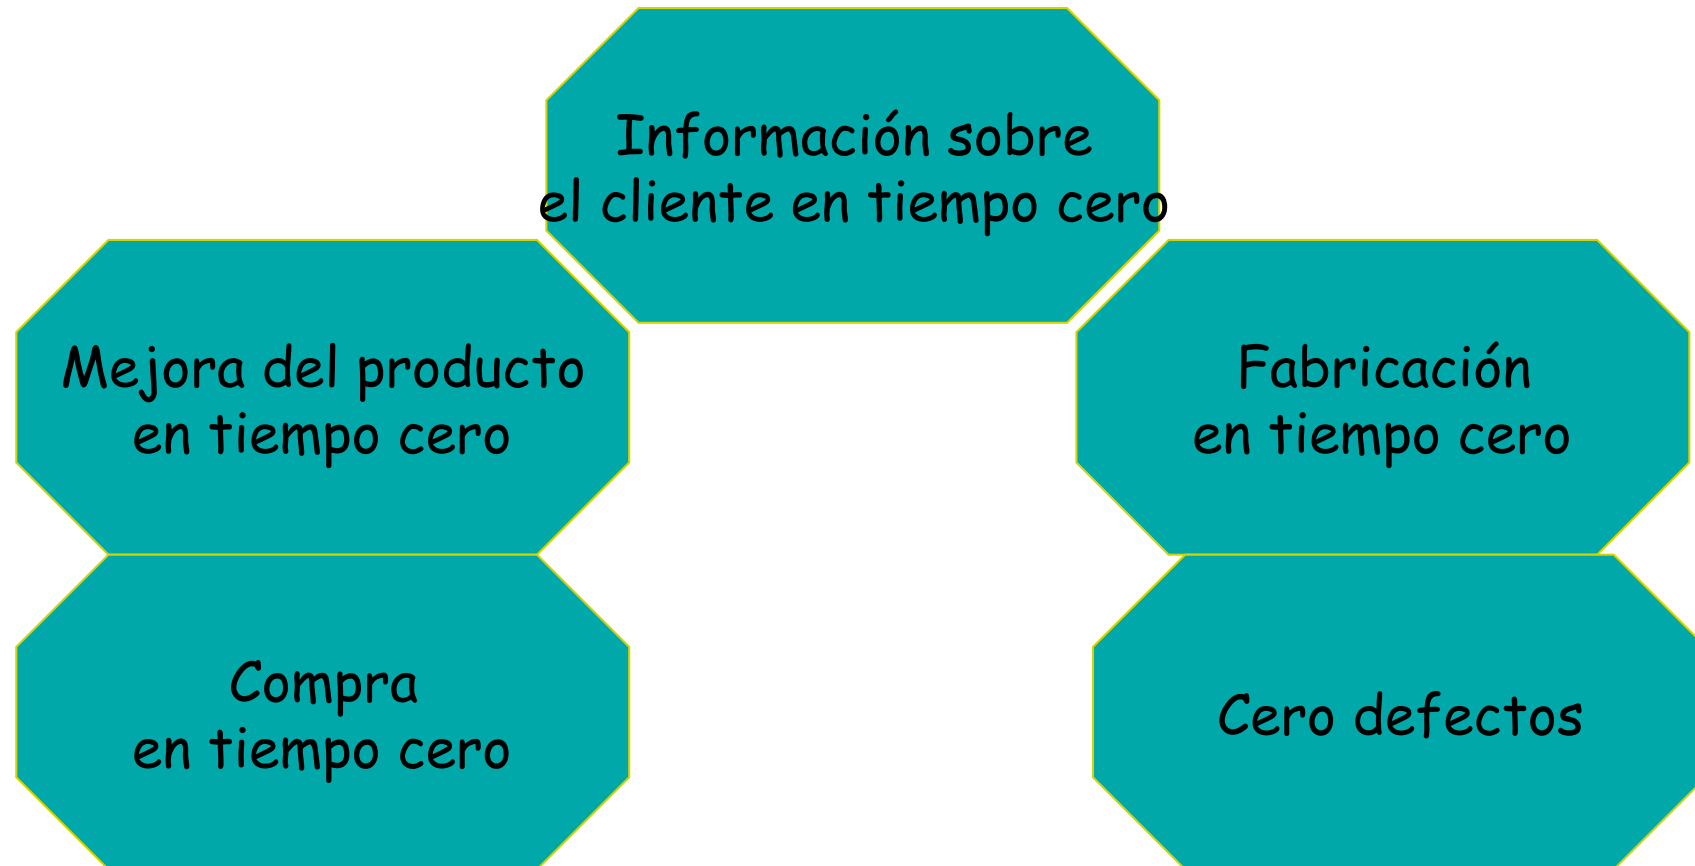 Información sobre
el cliente en tiempo cero
Mejora del producto
en tiempo cero
Fabricación
en tiempo cero
Compra
en tiempo cero
Cero defectos